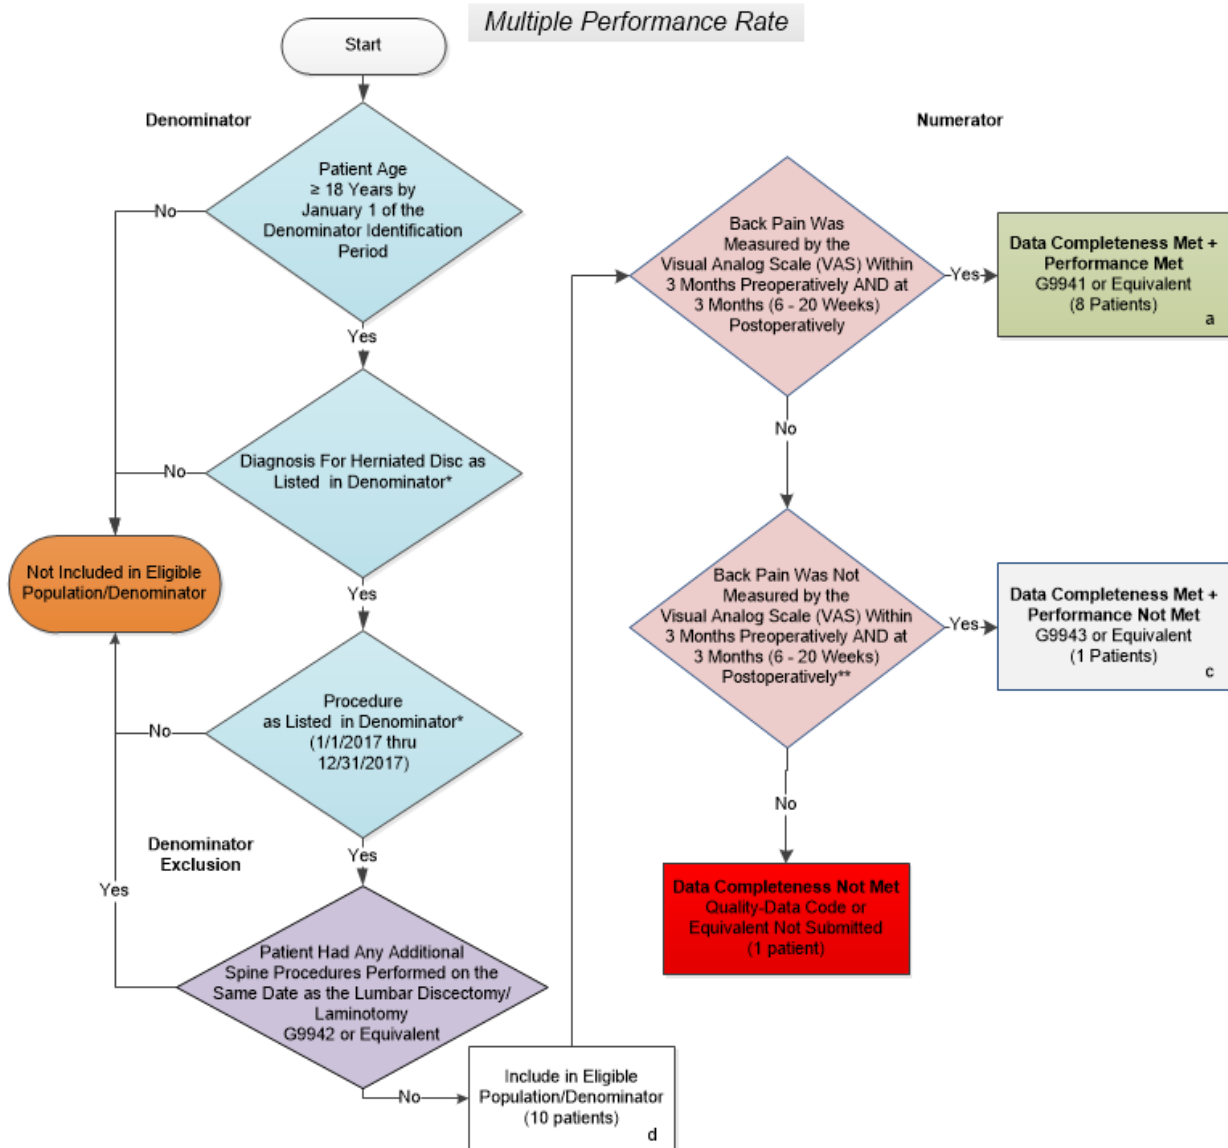 Multiple Performance Rate
Start
Denominator
Patient Age
≥ 18 Years by
January 1 of the
Denominator Identification
Period
No
Yes
Diagnosis For Herniated Disc as
Listed in Denominator*
No
Not Included in Eligible
Population/Denominator
Yes
Procedure
as Listed in Denominator*
(1/1/2017 thru
12/31/2017)
No
Denominator
Exclusion
Yes
Yes
Patient Had Any Additional
Spine Procedures Performed on the
Same Date as the Lumbar Discectomy/
Laminotomy
G9942 or Equivalent
No
Include in Eligible
Population/Denominator
(10 patients)
d
Numerator
Back Pain Was
Measured by the
Visual Analog Scale (VAS) Within
3 Months Preoperatively AND at
3 Months (6 - 20 Weeks)
Postoperatively
Yes
Data Completeness Met +
Performance Met
G9941 or Equivalent
(8 Patients)
a
No
Back Pain Was Not
Measured by the
Visual Analog Scale (VAS) Within
3 Months Preoperatively AND at
3 Months (6 - 20 Weeks)
Postoperatively**
Yes
Data Completeness Met +
Performance Not Met
G9943 or Equivalent
(1 Patients)
c
No
Data Completeness Not Met
Quality-Data Code or
Equivalent Not Submitted
(1 patient)